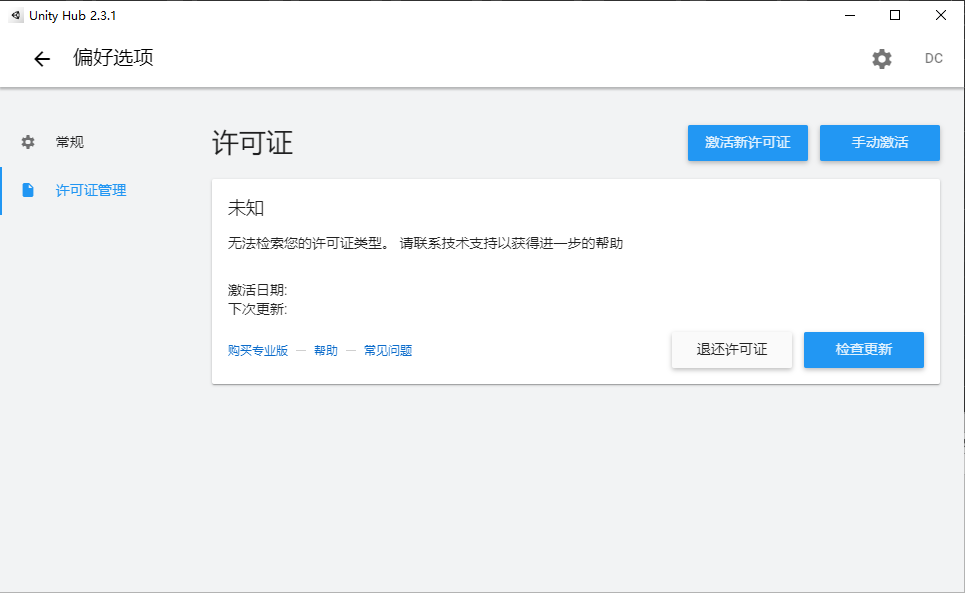 Unity Hub 2.3.1
偏好选项
DC
常规
许可证管理
许可证
激活新许可证
手动激活
未知
无法检索您的许可证类型。 请联系技术支持以获得进一步的帮助
激活日期:
下次更新:
购买专业版 — 帮助 — 常见问题
退还许可证
检查更新